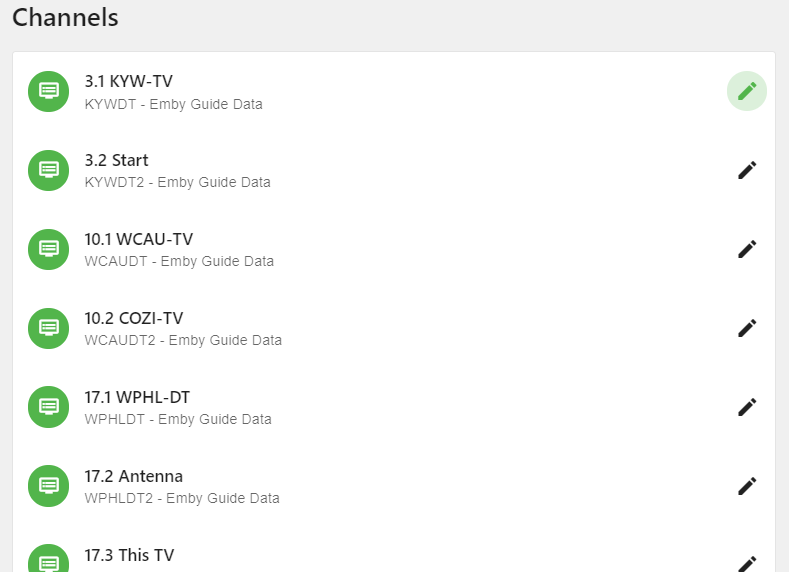 Channels
3.1 KYW-TV
KYWDT - Emby Guide Data
3.2 Start
KYWDT2 - Emby Guide Data
10.1 WCAU-TV
WCAUDT - Emby Guide Data
10.2 COZI-TV
WCAUDT2 - Emby Guide Data
17.1 WPHL-DT
WPHLDT - Emby Guide Data
17.2 Antenna
WPHLDT2 - Emby Guide Data
17.3 This TV